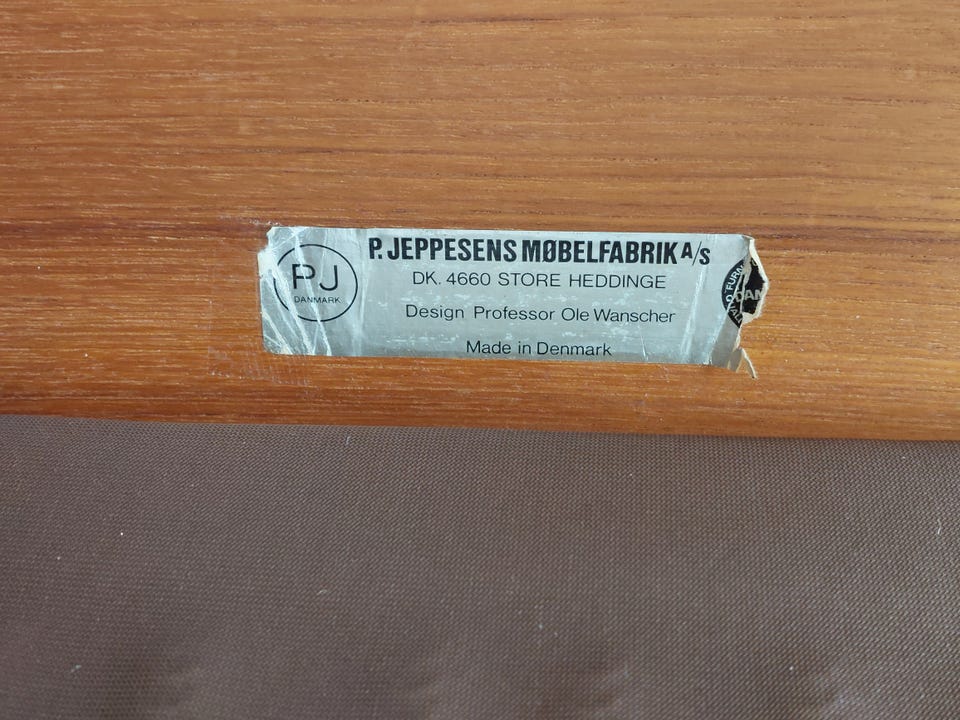 PJ
DANMARK
P. JEPPESENS MØBELFABRIK A/S
DK. 4660 STORE HEDDINGE
Design Professor Ole Wanscher
Made in Denmark